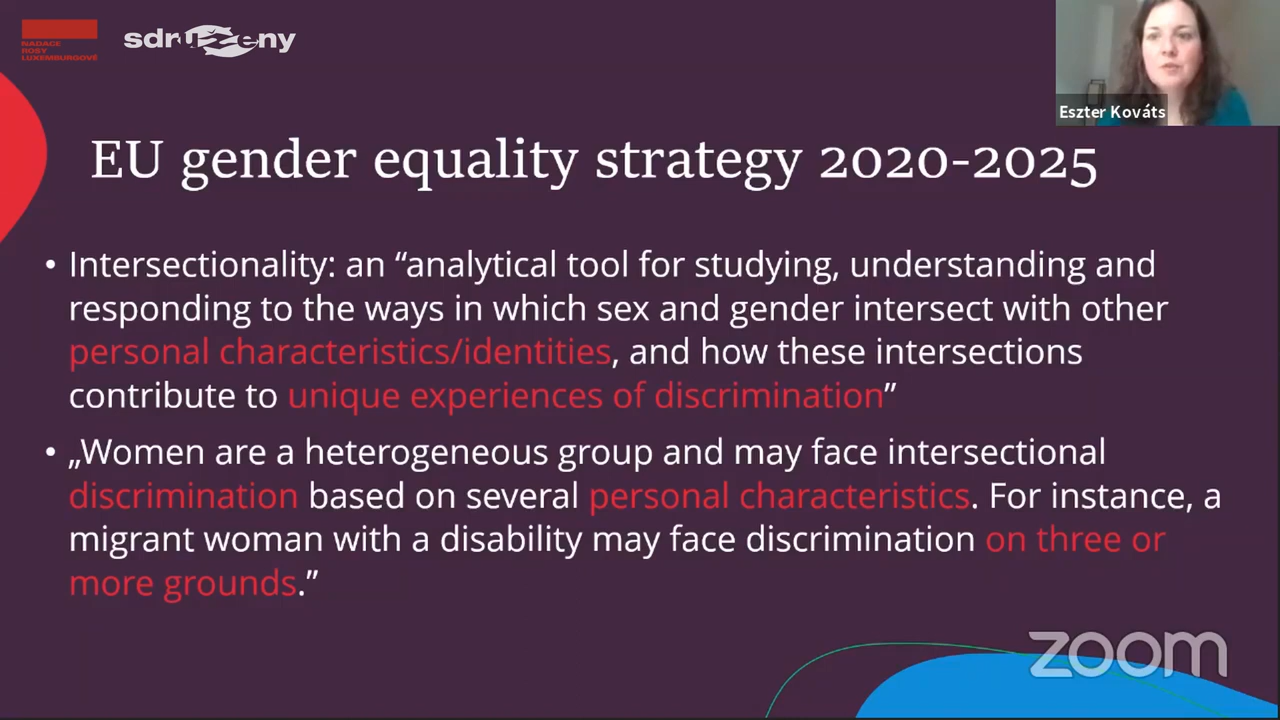 NADACE
ROSY
LUXEMBURGOVÉ
sdruženy
Eszter Kováts
EU gender equality strategy 2020-2025
• Intersectionality: an “analytical tool for studying, understanding and
responding to the ways in which sex and gender intersect with other
personal characteristics/identities, and how these intersections
contribute to unique experiences of discrimination”
• „Women are a heterogeneous group and may face intersectional
discrimination based on several personal characteristics. For instance, a
migrant woman with a disability may face discrimination on three or
more grounds.”
zoom